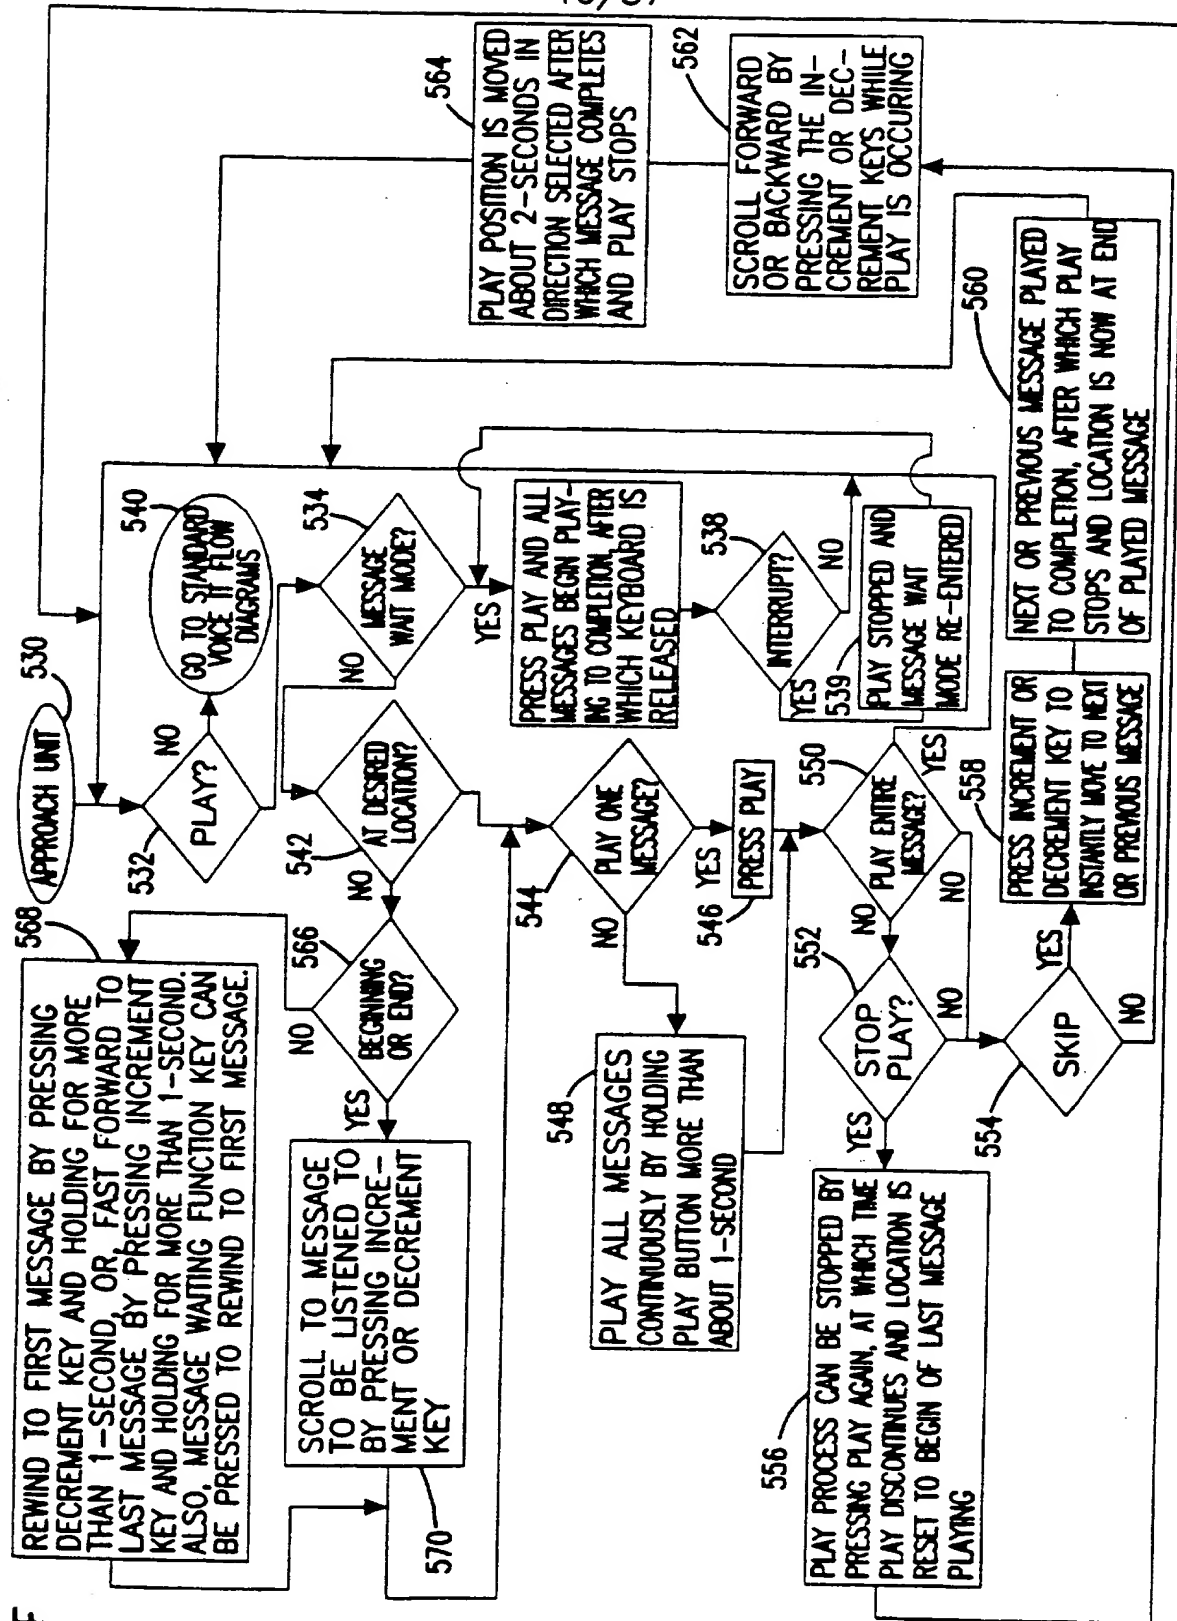 530
APPROACH UNIT
532
PLAY?
NO
540
GO TO STANDARD
VOICE IT FLOW
DIAGRAMS
534
MESSAGE
WAIT MODE?
NO
YES
PRESS PLAY AND ALL
MESSAGES BEGIN PLAY-
ING TO COMPLETION, AFTER
WHICH KEYBOARD IS
RELEASED
538
INTERRUPT?
NO
YES
539
PLAY STOPPED AND
MESSAGE WAIT
MODE RE-ENTERED
542
AT DESIRED
LOCATION?
NO
566
BEGINNING
OR END?
NO
YES
568
REWIND TO FIRST MESSAGE BY PRESSING
DECREMENT KEY AND HOLDING FOR MORE
THAN 1-SECOND, OR, FAST FORWARD TO
LAST MESSAGE BY PRESSING INCREMENT
KEY AND HOLDING FOR MORE THAN 1-SECOND.
ALSO, MESSAGE WAITING FUNCTION KEY CAN
BE PRESSED TO REWIND TO FIRST MESSAGE.
SCROLL TO MESSAGE
TO BE LISTENED TO
BY PRESSING INCRE-
MENT OR DECREMENT
KEY
570
544
PLAY ONE
MESSAGE?
NO
YES
546
PRESS PLAY
548
PLAY ALL MESSAGES
CONTINUOUSLY BY HOLDING
PLAY BUTTON MORE THAN
ABOUT 1-SECOND
550
PLAY ENTIRE
MESSAGE?
YES
NO
NO
552
STOP
PLAY?
YES
NO
556
PLAY PROCESS CAN BE STOPPED BY
PRESSING PLAY AGAIN, AT WHICH TIME
PLAY DISCONTINUES AND LOCATION IS
RESET TO BEGIN OF LAST MESSAGE
PLAYING
554
SKIP
YES
NO
558
PRESS INCREMENT OR
DECREMENT KEY TO
INSTANTLY MOVE TO NEXT
OR PREVIOUS MESSAGE
560
NEXT OR PREVIOUS MESSAGE PLAYED
TO COMPLETION, AFTER WHICH PLAY
STOPS AND LOCATION IS NOW AT END
OF PLAYED MESSAGE
562
SCROLL FORWARD
OR BACKWARD BY
PRESSING THE IN-
CREMENT OR DEC-
REMENT KEYS WHILE
PLAY IS OCCURING
564
PLAY POSITION IS MOVED
ABOUT 2-SECONDS IN
DIRECTION SELECTED AFTER
WHICH MESSAGE COMPLETES
AND PLAY STOPS